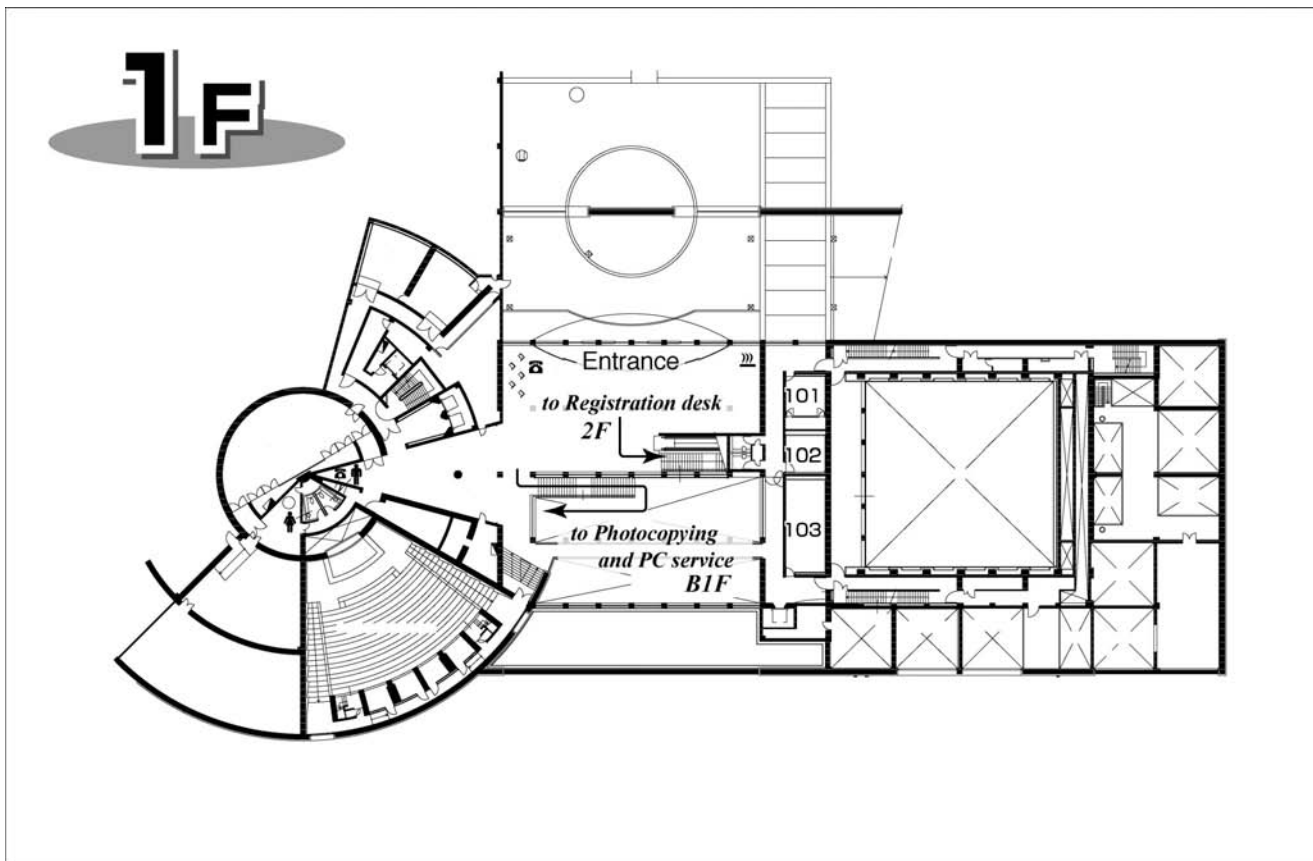 1F
Entrance
to Registration desk
2F
101
102
103
to Photocopying
and PC service
B1F